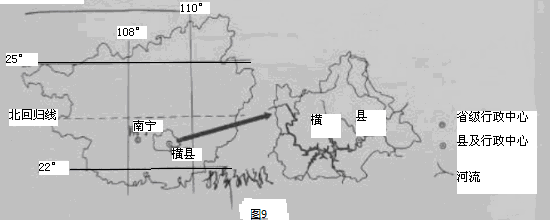 110°
108°
25°
北回归线
南宁
横县
22°
横
县
省级行政中心
县及行政中心
河流
图9